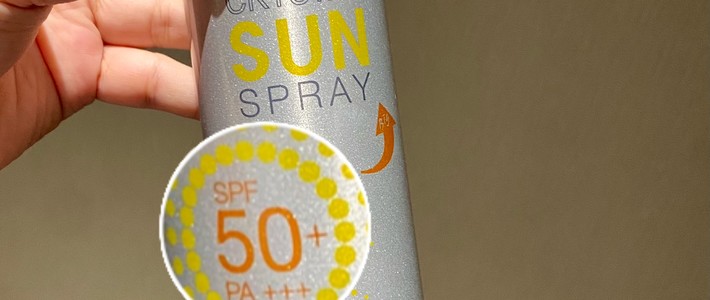 SUN
SPRAY
SPF
50+
PA +++